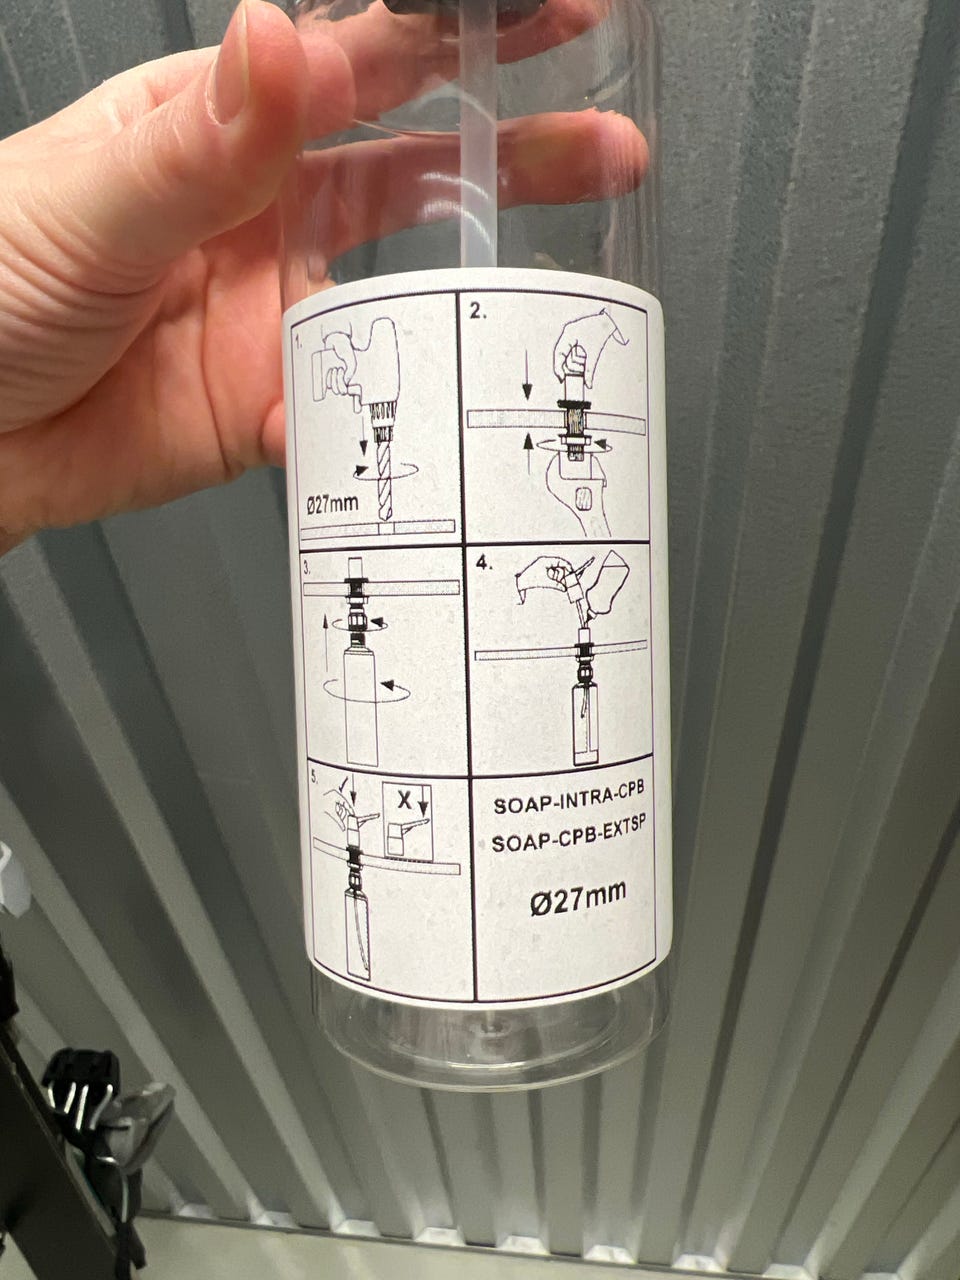 1.
Ø27mm
2.
3.
4.
5.
X
SOAP-INTRA-CPB
SOAP-CPB-EXTSP
Ø27mm